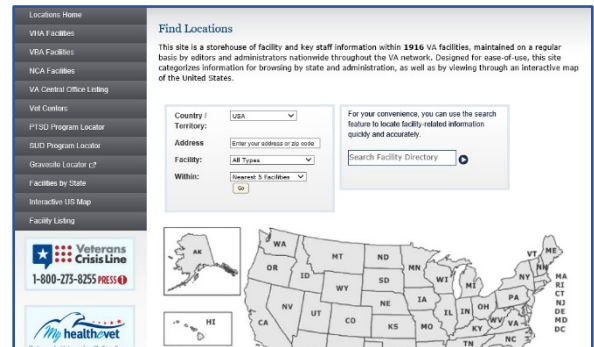 Locations Home
VHA Facilities
VBA Facilities
NCA Facilities
VA Central Office Listing
Vet Centers
PTSD Program Locator
SUD Program Locator
Gravesite Locator
Facilities by State
Interactive US Map
Facility Listing
Veterans
Crisis Line
1-800-273-8255 PRESS 1
My healthevet
Find Locations
This site is a storehouse of facility and key staff information within 1916 VA facilities, maintained on a regular
basis by editors and administrators nationwide throughout the VA network. Designed for ease-of-use, this site
categorizes information for browsing by state and administration, as well as by viewing through an interactive map
of the United States.
Country /
Territory:
USA
Address
Enter your address or zip code
Facility:
All Types
Within:
Nearest 5 Facilities
Go
For your convenience, you can use the search
feature to locate facility-related information
quickly and accurately.
Search Facility Directory
AK
HI
WA
OR
CA
NV
ID
MT
WY
UT
CO
ND
SD
NE
KS
MN
IA
MO
WI
IL
MI
IN
OH
KY
TN
WV
VA
NC
PA
NY
VT
NH
ME
MA
RI
CT
NJ
DE
MD
DC